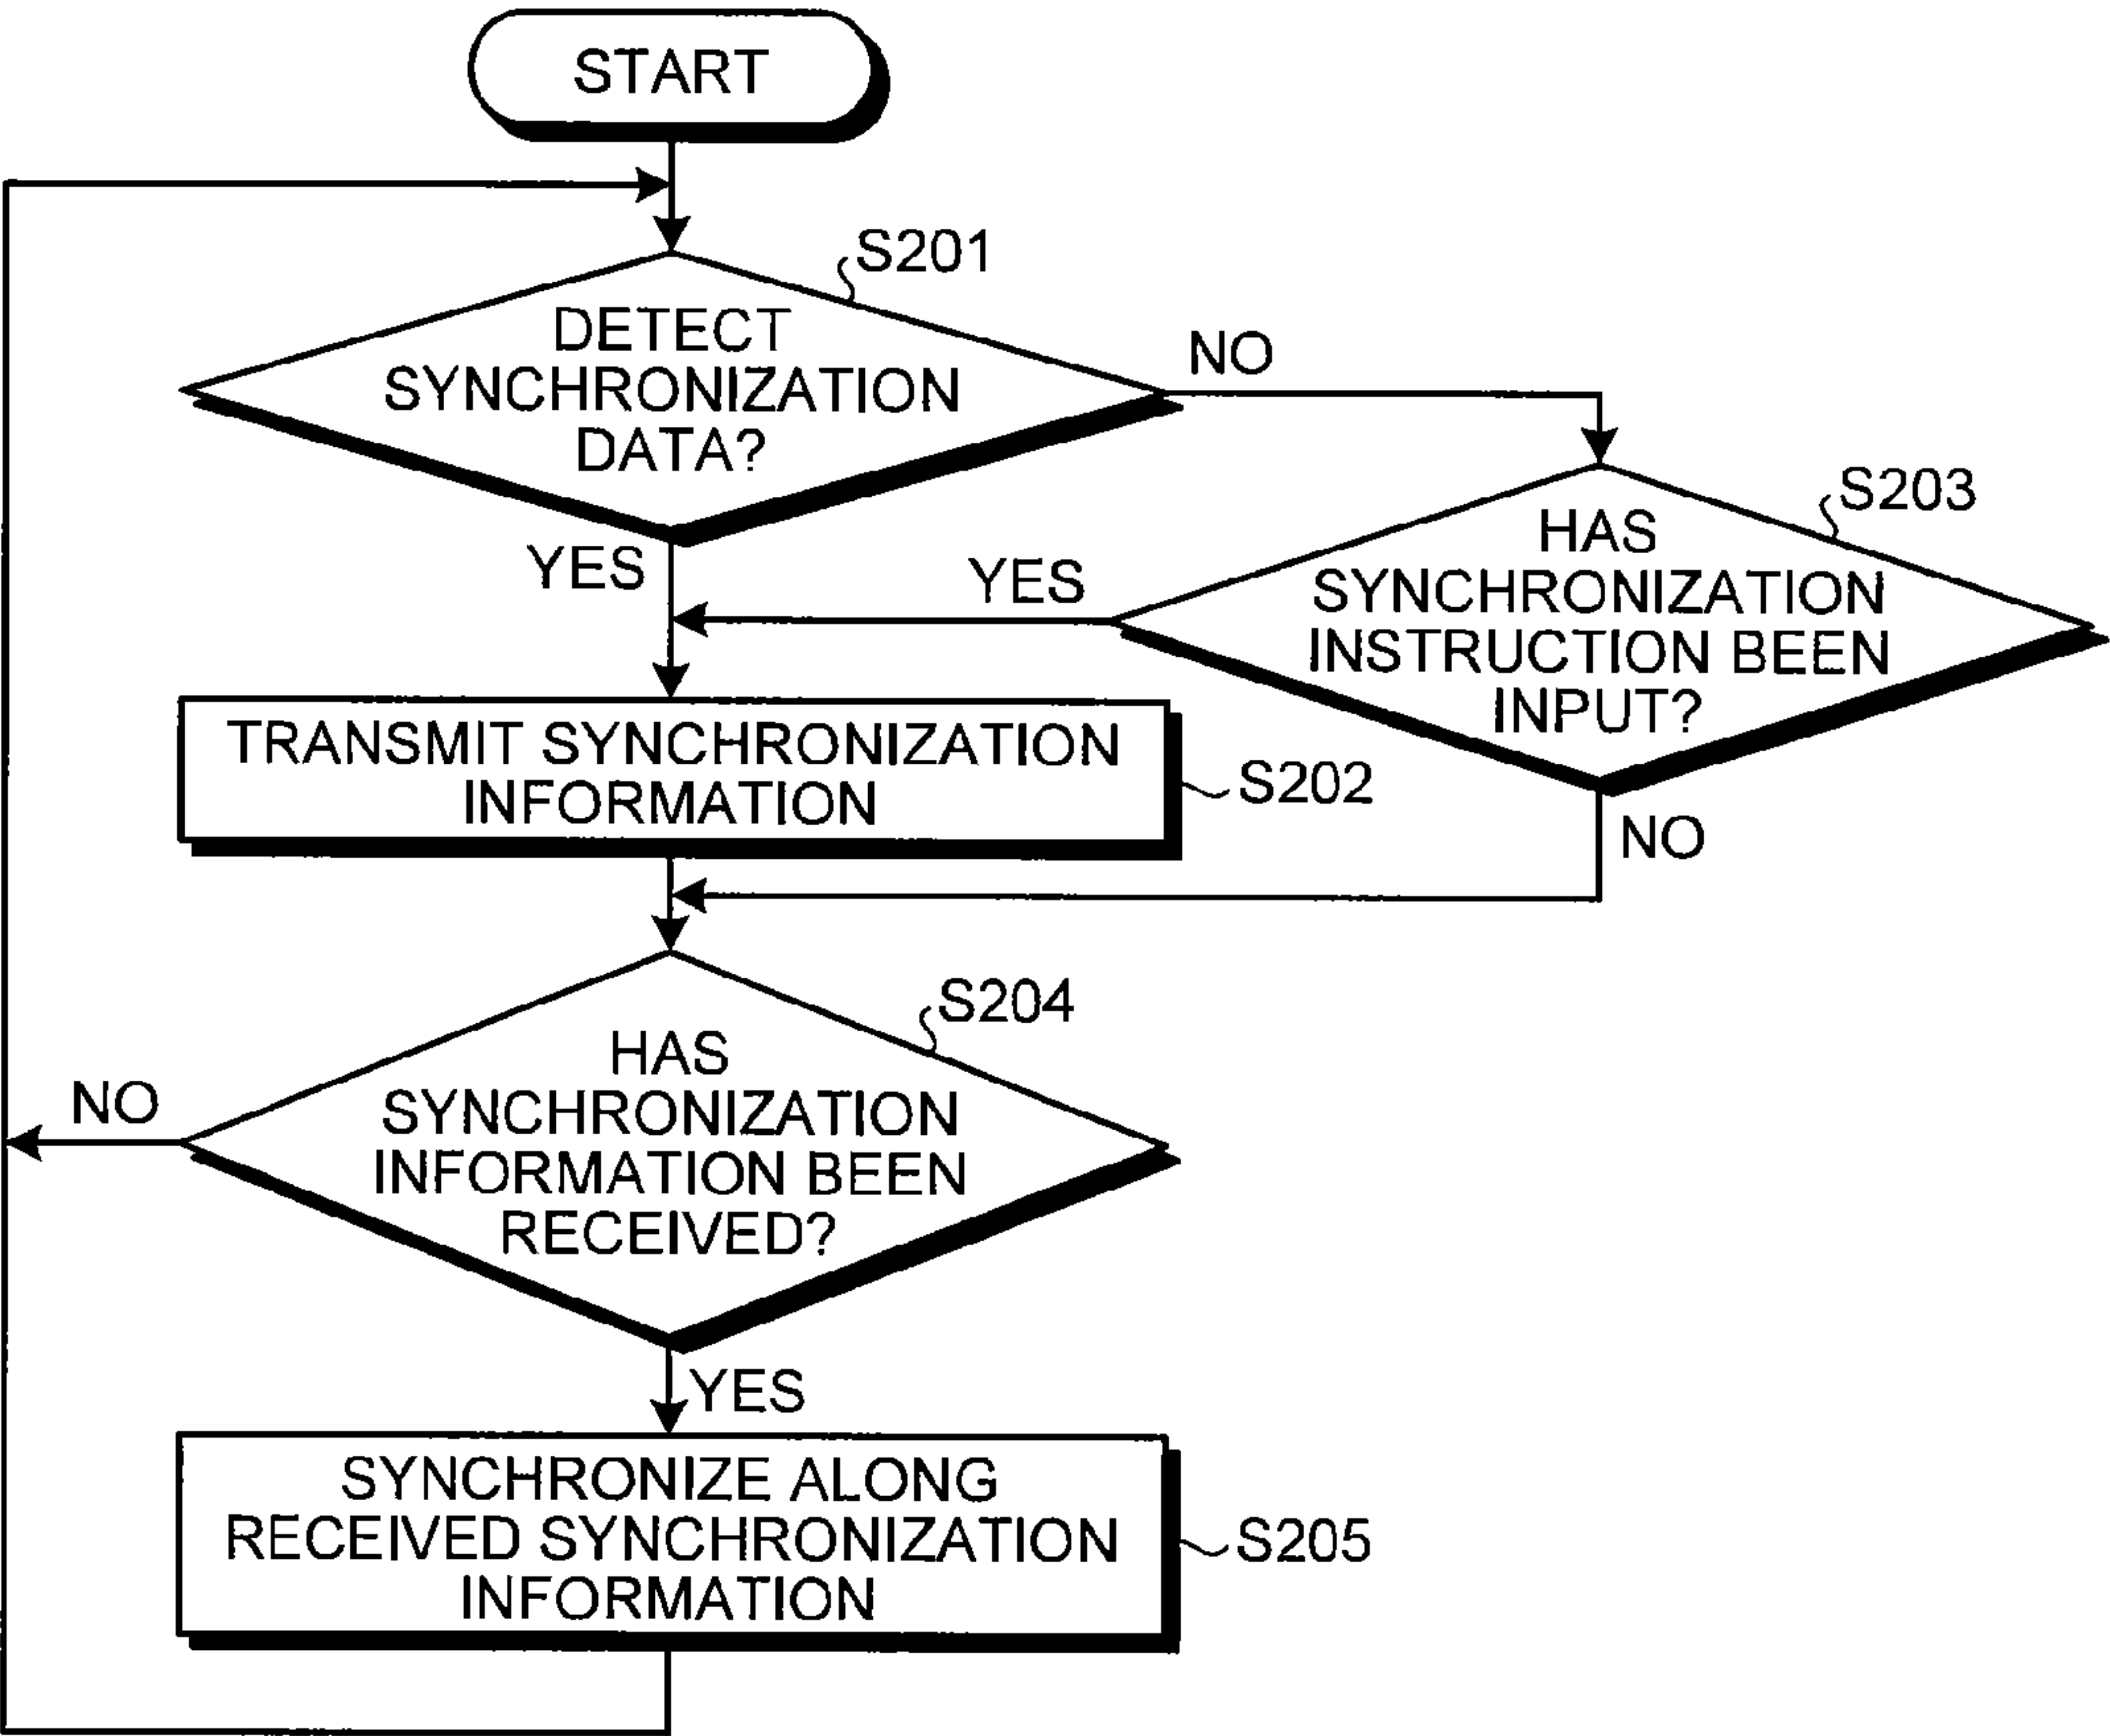 START
S201
DETECT
SYNCHRONIZATION
DATA?
NO
YES
S203
HAS
SYNCHRONIZATION
INSTRUCTION BEEN
INPUT?
YES
NO
TRANSMIT SYNCHRONIZATION
INFORMATION
S202
S204
HAS
SYNCHRONIZATION
INFORMATION BEEN
RECEIVED?
NO
YES
SYNCHRONIZE ALONG
RECEIVED SYNCHRONIZATION
INFORMATION
S205